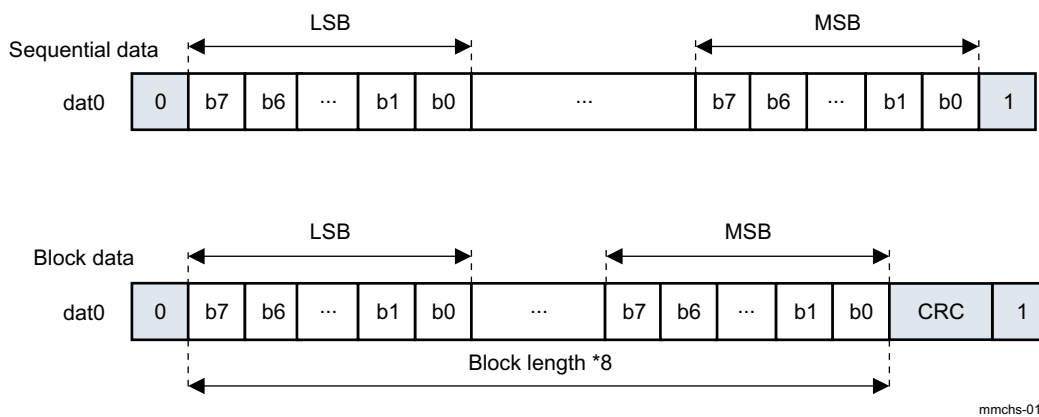 LSB MSB
Sequential data
dat0 0 b7 b6 ... b1 b0 ... b7 b6 ... b1 b0 1
LSB MSB
Block data
dat0 0 b7 b6 ... b1 b0 ... b7 b6 ... b1 b0 CRC 1
Block length *8
mmchs-01